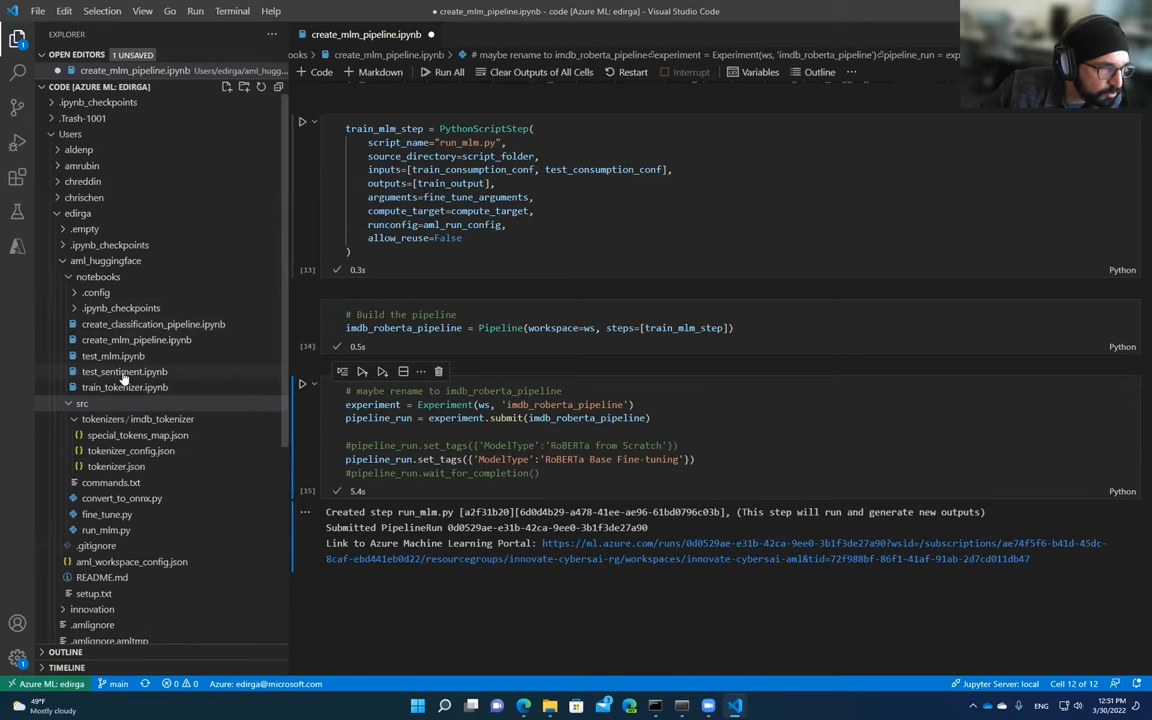 File Edit Selection View Go Run Terminal Help
● create_mlm_pipeline.ipynb - code [Azure ML: edirga] - Visual Studio Code
EXPLORER ...
create_mlm_pipeline.ipynb ●
OPEN EDITORS 1 UNSAVED
books > create_mlm_pipeline.ipynb > # maybe rename to imdb_roberta_pipeline⏎experiment = Experiment(ws, 'imdb_roberta_pipeline')⏎pipeline_run = exp
● create_mlm_pipeline.ipynb Users/edirga/aml_hugg...
+ Code + Markdown Run All Clear Outputs of All Cells Restart Interrupt Variables Outline ...
CODE [AZURE ML: EDIRGA]
.ipynb_checkpoints
.Trash-1001
Users
aldenp
amrubin
chreddin
chrischen
edirga
.empty
.ipynb_checkpoints
aml_huggingface
notebooks
.config
.ipynb_checkpoints
create_classification_pipeline.ipynb
create_mlm_pipeline.ipynb
test_mlm.ipynb
test_sentiment.ipynb
train_tokenizer.ipynb
src
tokenizers / imdb_tokenizer
special_tokens_map.json
tokenizer_config.json
tokenizer.json
commands.txt
convert_to_onnx.py
fine_tune.py
run_mlm.py
.gitignore
aml_workspace_config.json
README.md
setup.txt
innovation
.amlignore
.amlignore.amltmp
OUTLINE
TIMELINE
train_mlm_step = PythonScriptStep(
script_name="run_mlm.py",
source_directory=script_folder,
inputs=[train_consumption_conf, test_consumption_conf],
outputs=[train_output],
arguments=fine_tune_arguments,
compute_target=compute_target,
runconfig=aml_run_config,
allow_reuse=False
)
[13] ✓ 0.3s Python
# Build the pipeline
imdb_roberta_pipeline = Pipeline(workspace=ws, steps=[train_mlm_step])
[14] ✓ 0.5s Python
# maybe rename to imdb_roberta_pipeline
experiment = Experiment(ws, 'imdb_roberta_pipeline')
pipeline_run = experiment.submit(imdb_roberta_pipeline)
#pipeline_run.set_tags({'ModelType':'RoBERTa from Scratch'})
pipeline_run.set_tags({'ModelType':'RoBERTa Base Fine-tuning'})
#pipeline_run.wait_for_completion()
[15] ✓ 5.4s Python
... Created step run_mlm.py [a2f31b20][6d0d4b29-a478-41ee-ae96-61bd0796c03b], (This step will run and generate new outputs)
Submitted PipelineRun 0d0529ae-e31b-42ca-9ee0-3b1f3de27a90
Link to Azure Machine Learning Portal: https://ml.azure.com/runs/0d0529ae-e31b-42ca-9ee0-3b1f3de27a90?wsid=/subscriptions/ae74f5f6-b41d-45dc-
8caf-ebd441eb0d22/resourcegroups/innovate-cybersai-rg/workspaces/innovate-cybersai-aml&tid=72f988bf-86f1-41af-91ab-2d7cd011db47
Azure ML: edirga main 0 0 Azure: edirga@microsoft.com Jupyter Server: local Cell 12 of 12
49°F
Mostly cloudy
ENG
12:51 PM
3/30/2022